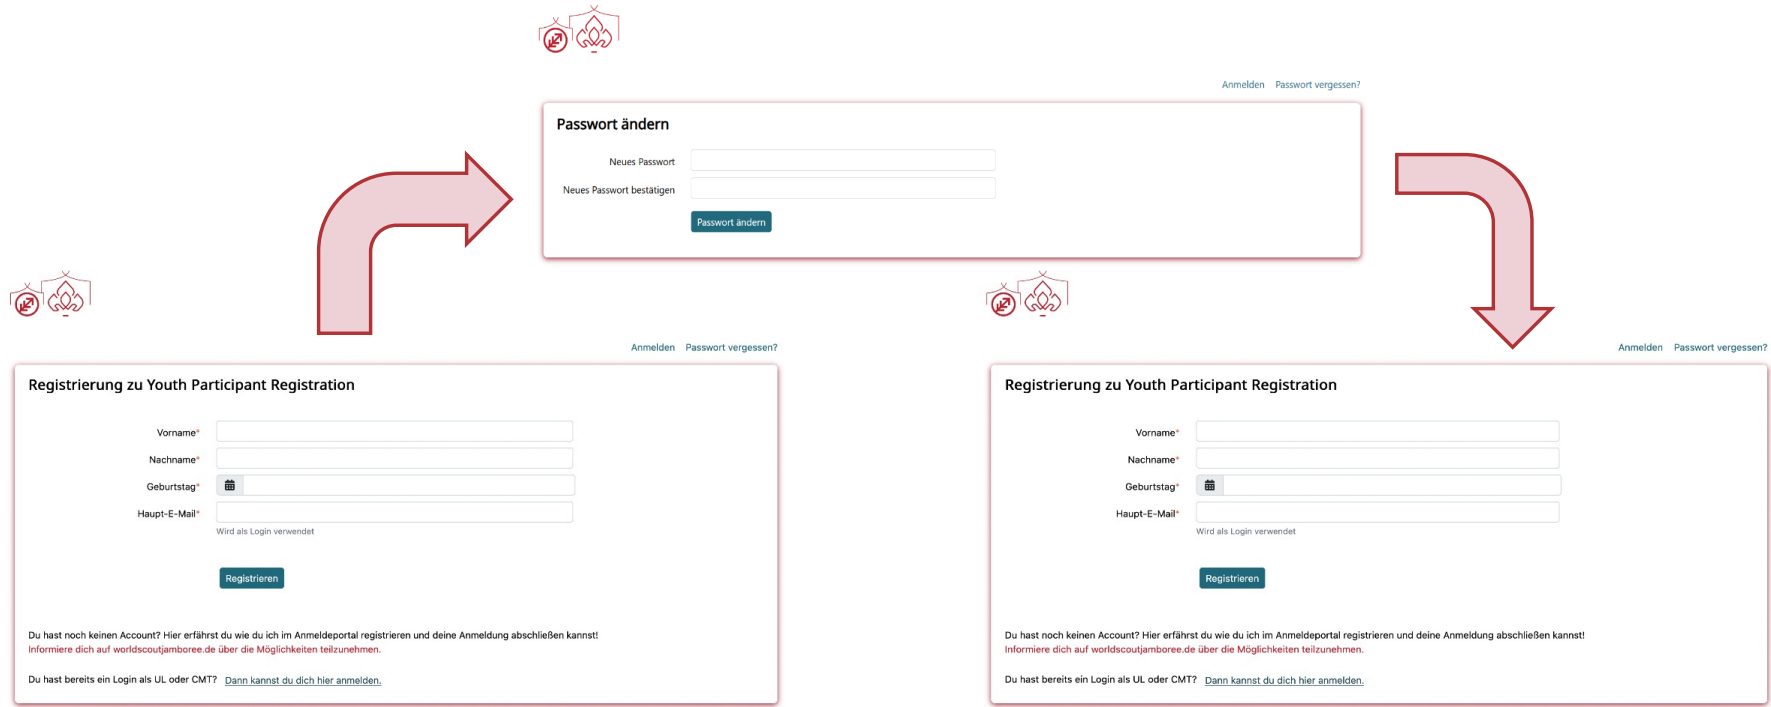 Anmelden Passwort vergessen?
Passwort ändern
Neues Passwort
Neues Passwort bestätigen
Passwort ändern
Anmelden Passwort vergessen?
Registrierung zu Youth Participant Registration
Vorname*
Nachname*
Geburtstag*
Haupt-E-Mail*
Wird als Login verwendet
Registrieren
Du hast noch keinen Account? Hier erfährst du wie du ich im Anmeldeportal registrieren und deine Anmeldung abschließen kannst!
Informiere dich auf worldscoutjamboree.de über die Möglichkeiten teilzunehmen.
Du hast bereits ein Login als UL oder CMT? Dann kannst du dich hier anmelden.
Anmelden Passwort vergessen?
Registrierung zu Youth Participant Registration
Vorname*
Nachname*
Geburtstag*
Haupt-E-Mail*
Wird als Login verwendet
Registrieren
Du hast noch keinen Account? Hier erfährst du wie du ich im Anmeldeportal registrieren und deine Anmeldung abschließen kannst!
Informiere dich auf worldscoutjamboree.de über die Möglichkeiten teilzunehmen.
Du hast bereits ein Login als UL oder CMT? Dann kannst du dich hier anmelden.